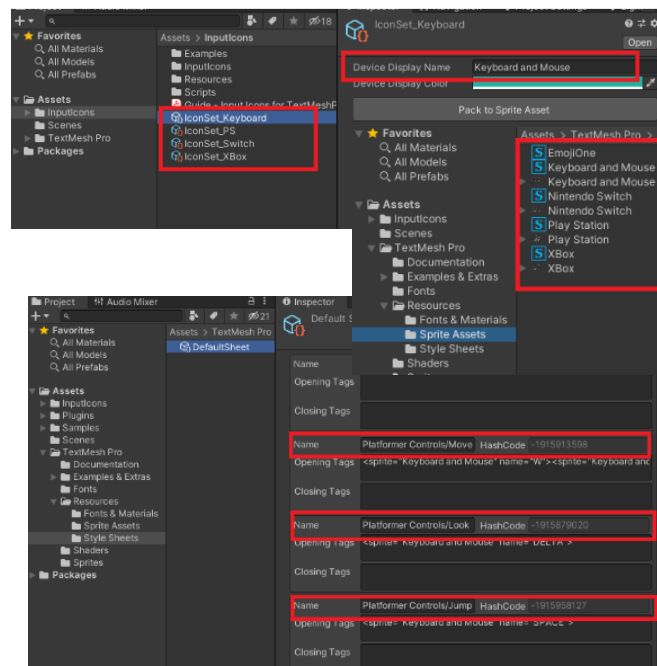 18
Favorites
All Materials
All Models
All Prefabs
Assets
InputIcons
Scenes
TextMesh Pro
Packages
Assets > InputIcons
Examples
InputIcons
Resources
Scripts
Guide - Input Icons for TextMeshP
IconSet_Keyboard
IconSet_PS
IconSet_Switch
IconSet_XBox
IconSet_Keyboard
Open
Device Display Name Keyboard and Mouse
Device Display Color
Pack to Sprite Asset
Favorites
All Materials
All Models
All Prefabs
Assets
InputIcons
Scenes
TextMesh Pro
Documentation
Examples & Extras
Fonts
Resources
Fonts & Materials
Sprite Assets
Style Sheets
Shaders
Assets > TextMesh Pro >
EmojiOne
Keyboard and Mouse
Keyboard and Mouse
Nintendo Switch
Nintendo Switch
Play Station
Play Station
XBox
XBox
Project Audio Mixer
21
Favorites
All Materials
All Models
All Prefabs
Assets
InputIcons
Plugins
Samples
Scenes
TextMesh Pro
Documentation
Examples & Extras
Fonts
Resources
Fonts & Materials
Sprite Assets
Style Sheets
Shaders
Sprites
Packages
Assets > TextMesh Pro
DefaultSheet
Inspector
Default S
Name
Opening Tags
Closing Tags
Name Platformer Controls/Move HashCode -1915913598
Opening Tags <sprite="Keyboard and Mouse" name="W"><sprite="Keyboard and
Closing Tags
Name Platformer Controls/Look HashCode -1915879020
Opening Tags <sprite="Keyboard and Mouse" name="DELTA">
Closing Tags
Name Platformer Controls/Jump HashCode -1915958127
Opening Tags <sprite="Keyboard and Mouse" name="SPACE">
Closing Tags